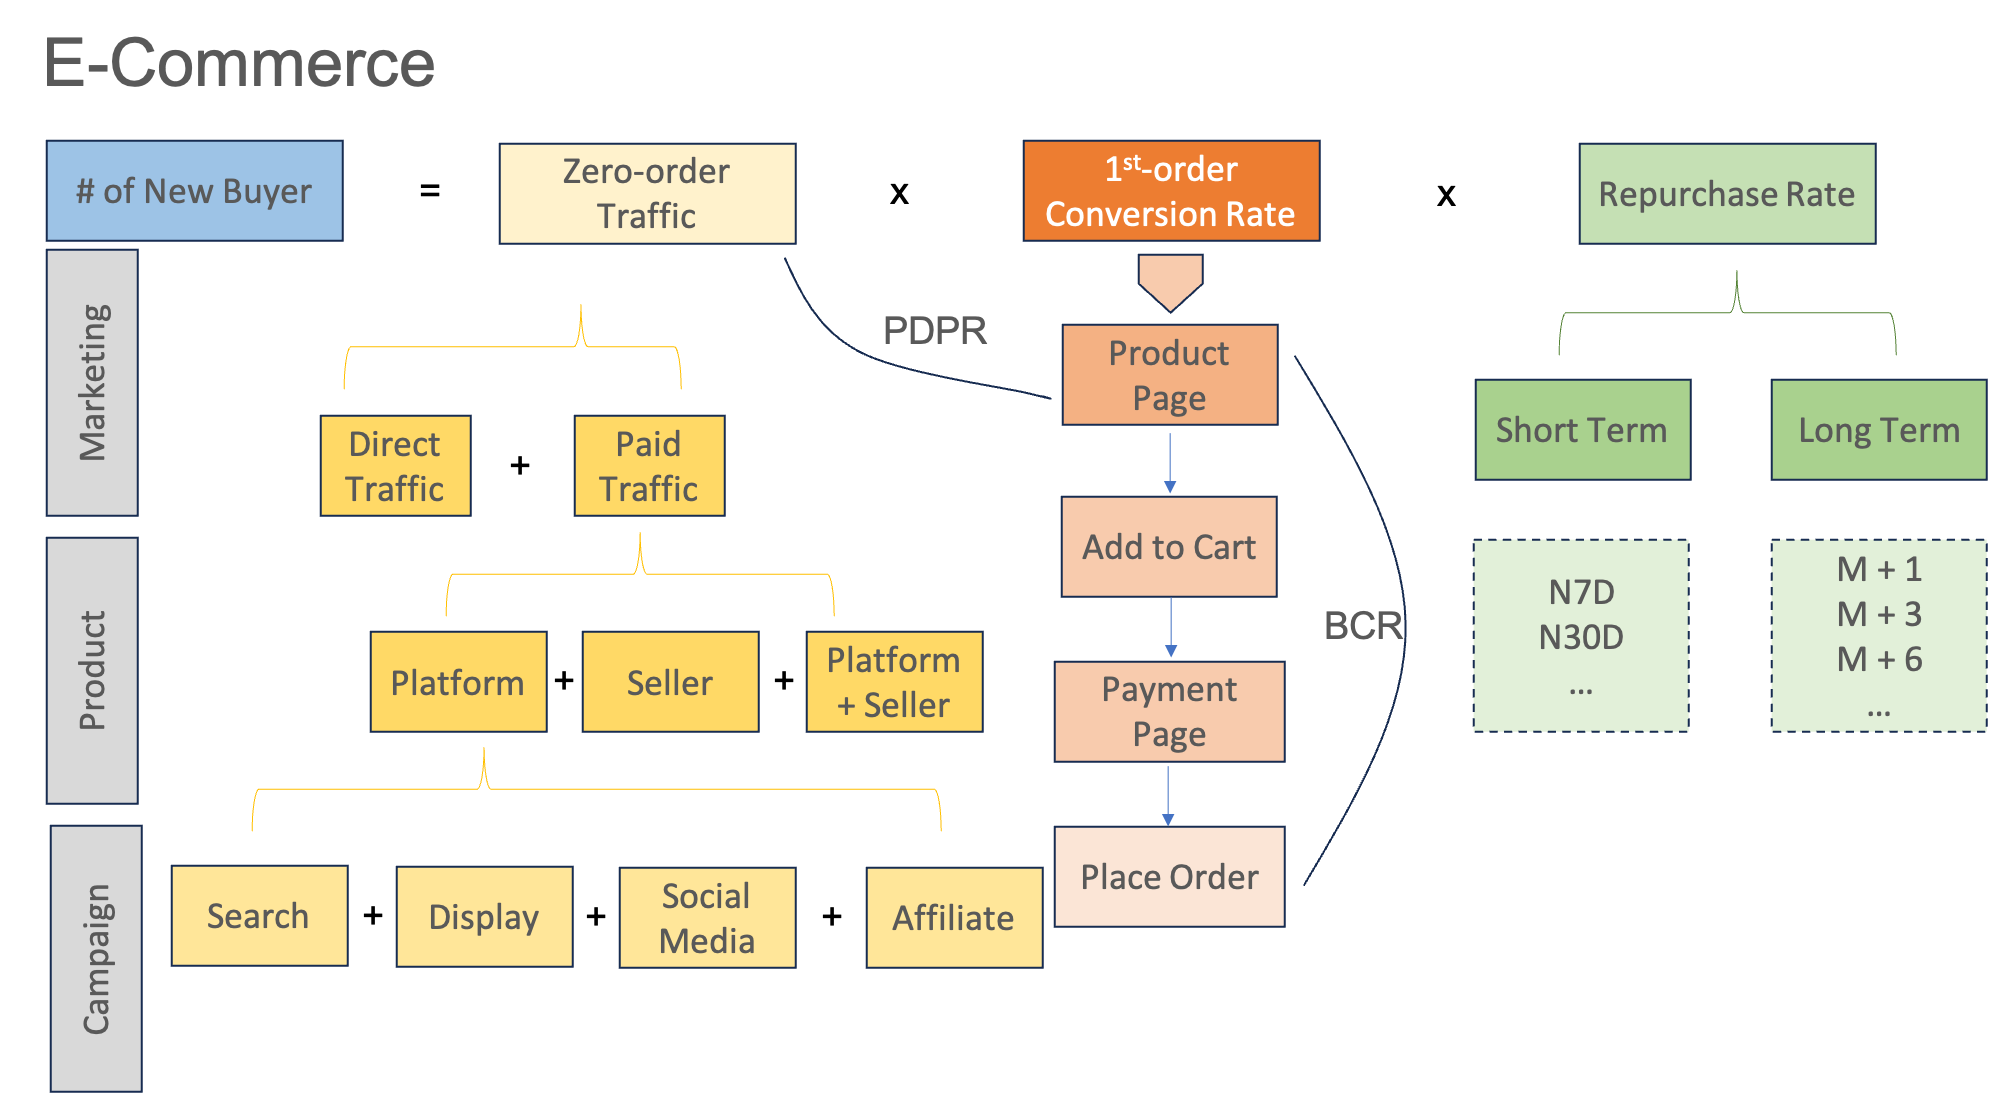 E-Commerce
# of New Buyer
=
Zero-order
Traffic
x
1st-order
Conversion Rate
x
Repurchase Rate
Marketing
Product
Campaign
PDPR
Direct
Traffic
+
Paid
Traffic
Platform
+
Seller
+
Platform
+ Seller
Search
+
Display
+
Social
Media
+
Affiliate
Product
Page
Add to Cart
Payment
Page
Place Order
BCR
Short Term
Long Term
N7D
N30D
...
M + 1
M + 3
M + 6
...